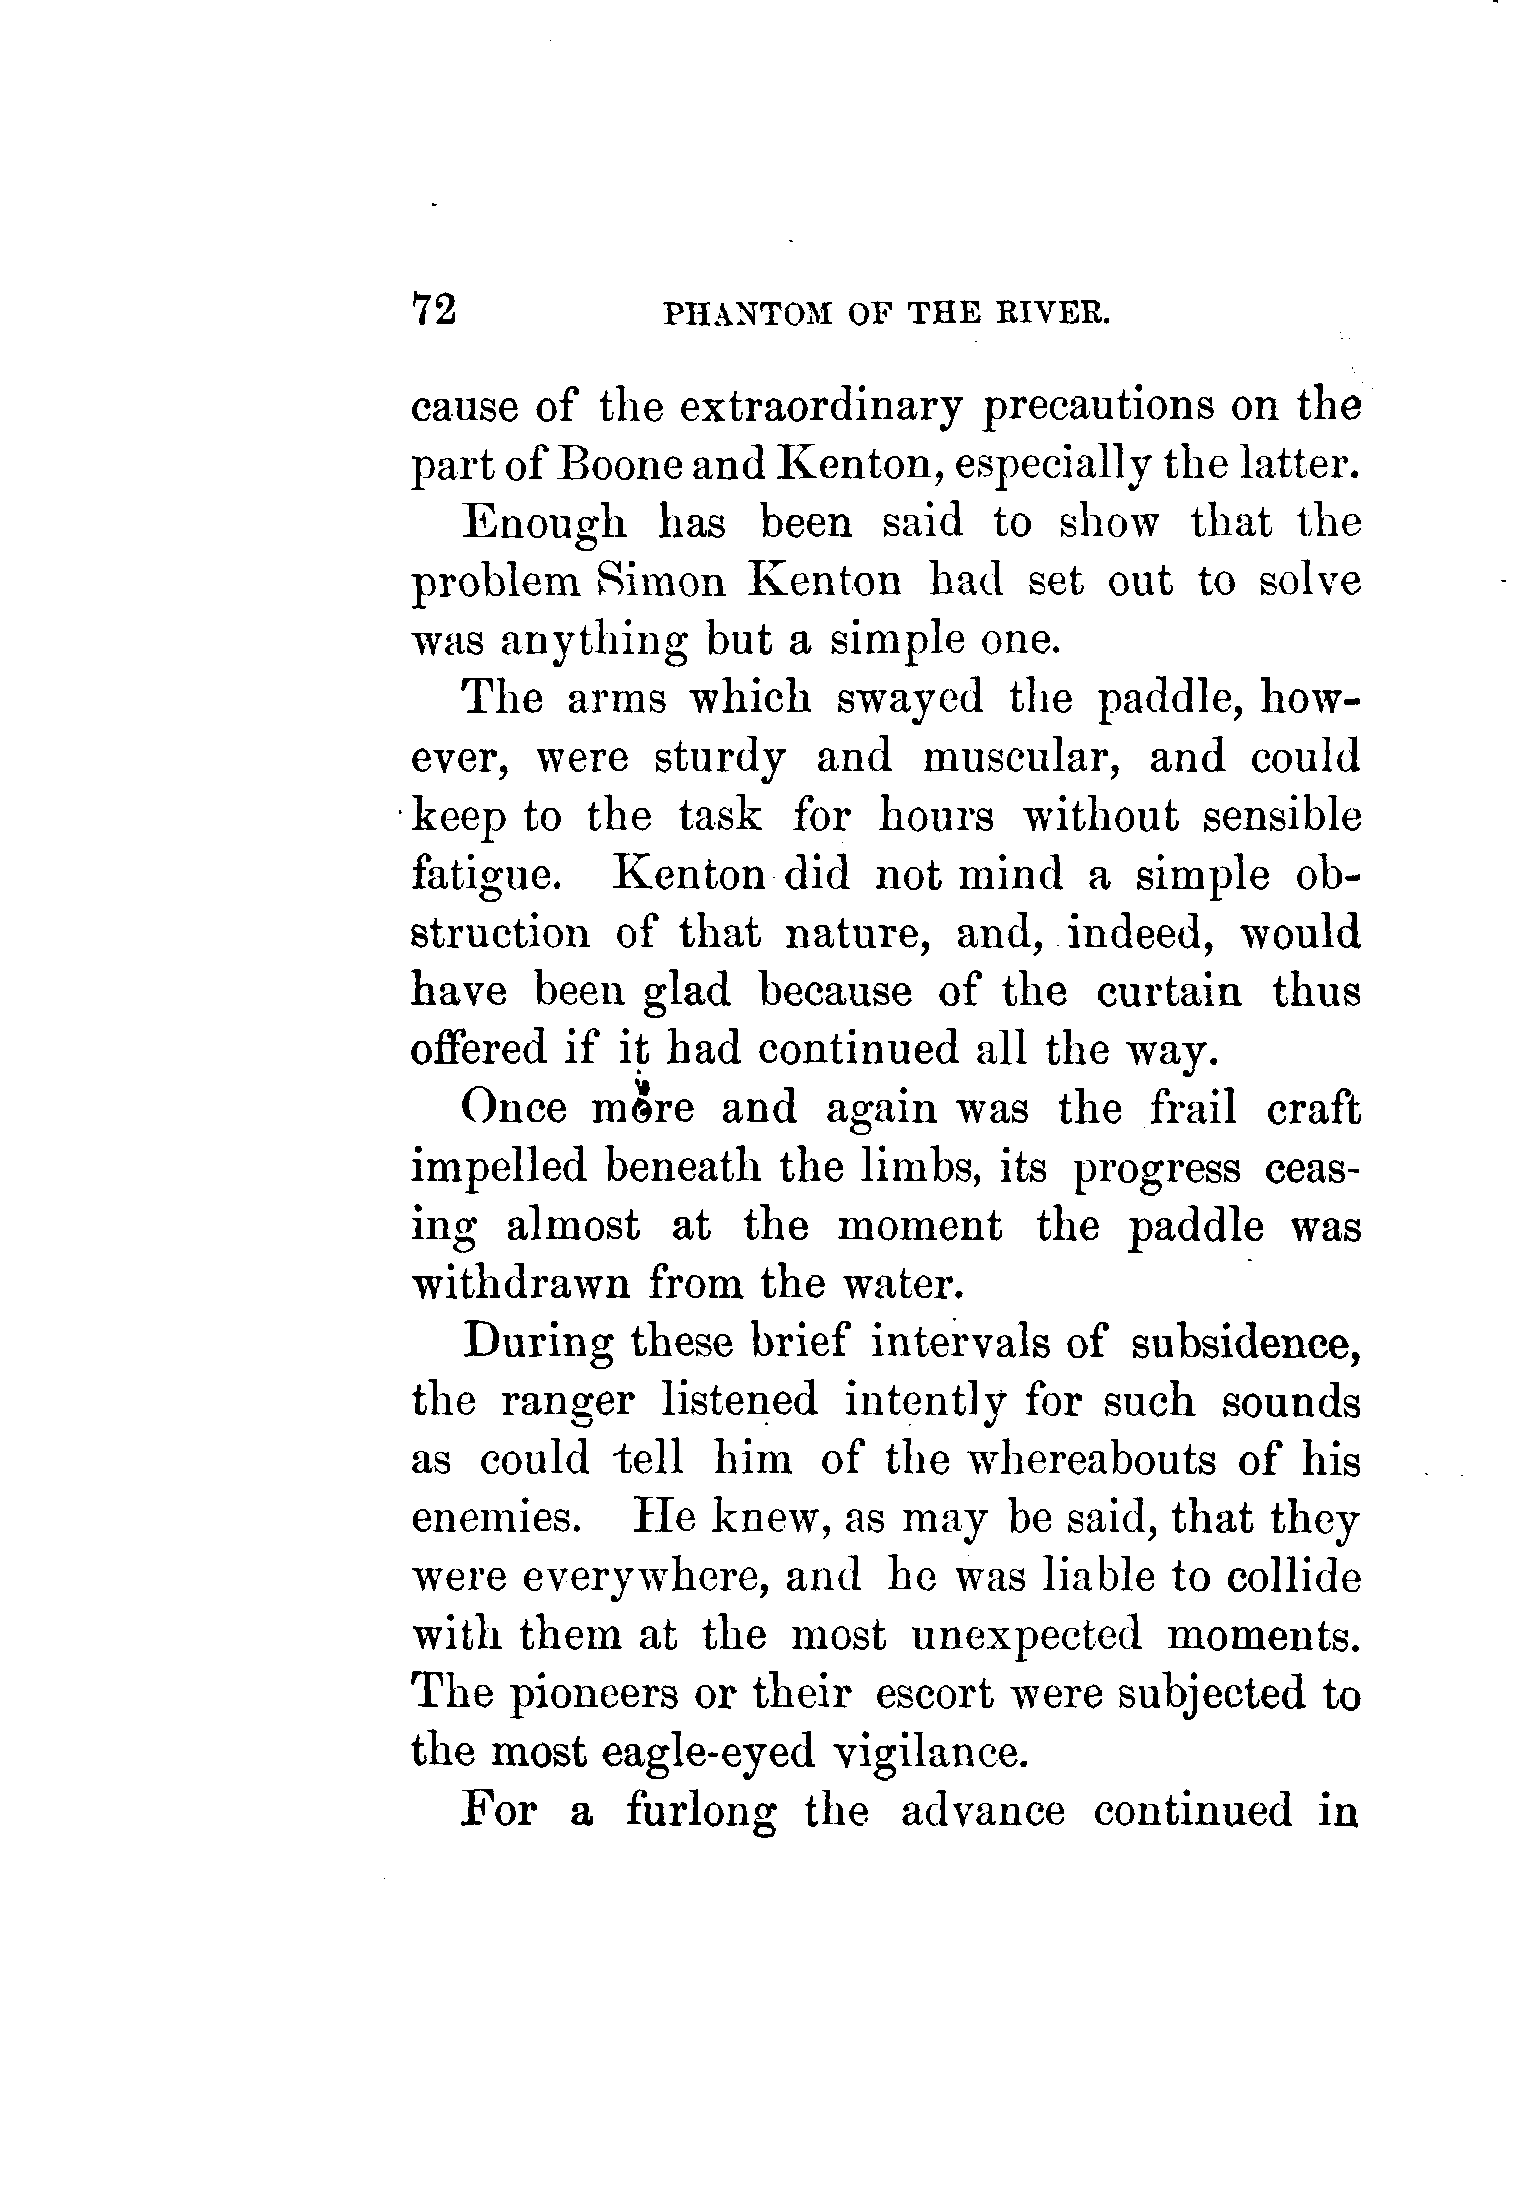 72 PHANTOM OF THE RIVER.
cause of the extraordinary precautions on the
part of Boone and Kenton, especially the latter.
Enough has been said to show that the
problem Simon Kenton had set out to solve
was anything but a simple one.
The arms which swayed the paddle, how-
ever, were sturdy and muscular, and could
keep to the task for hours without sensible
fatigue. Kenton did not mind a simple ob-
struction of that nature, and, indeed, would
have been glad because of the curtain thus
offered if it had continued all the way.
Once more and again was the frail craft
impelled beneath the limbs, its progress ceas-
ing almost at the moment the paddle was
withdrawn from the water.
During these brief intervals of subsidence,
the ranger listened intently for such sounds
as could tell him of the whereabouts of his
enemies. He knew, as may be said, that they
were everywhere, and he was liable to collide
with them at the most unexpected moments.
The pioneers or their escort were subjected to
the most eagle-eyed vigilance.
For a furlong the advance continued in